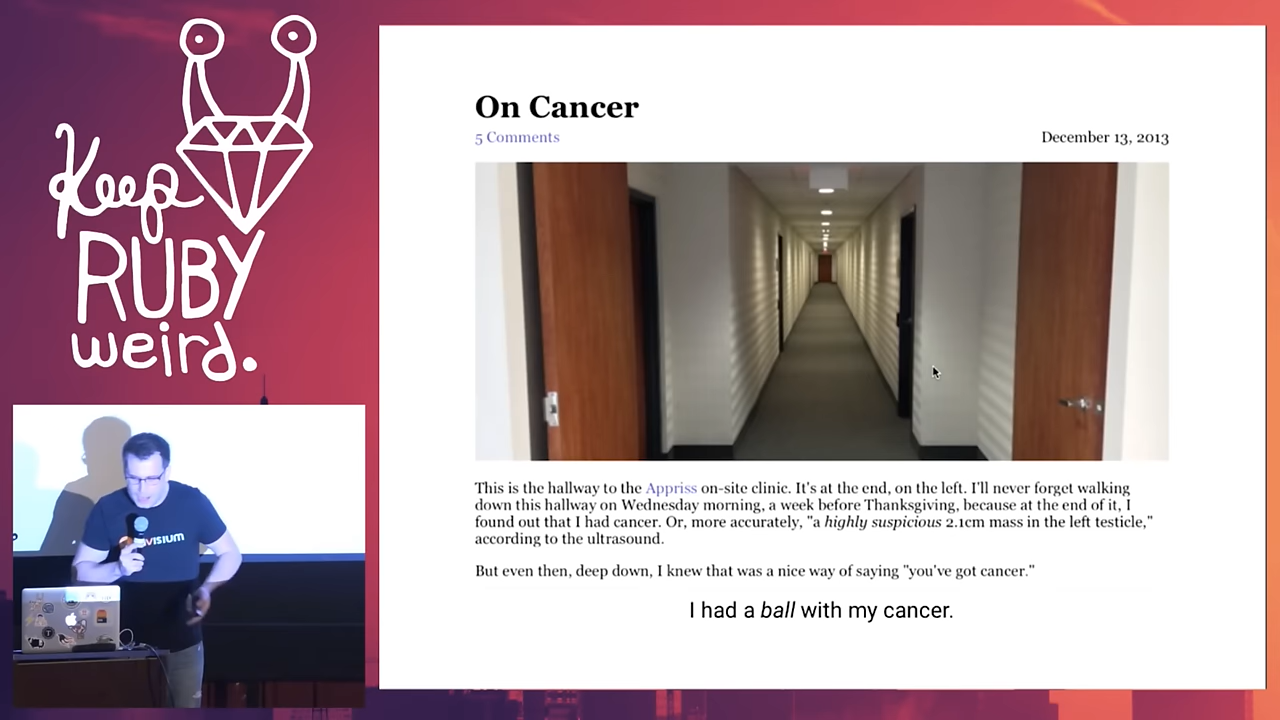 Keep
RUBY
weird.
On Cancer
5 Comments
December 13, 2013
This is the hallway to the Appriss on-site clinic. It's at the end, on the left. I'll never forget walking
down this hallway on Wednesday morning, a week before Thanksgiving, because at the end of it, I
found out that I had cancer. Or, more accurately, "a highly suspicious 2.1cm mass in the left testicle,"
according to the ultrasound.
But even then, deep down, I knew that was a nice way of saying "you've got cancer."
I had a ball with my cancer.